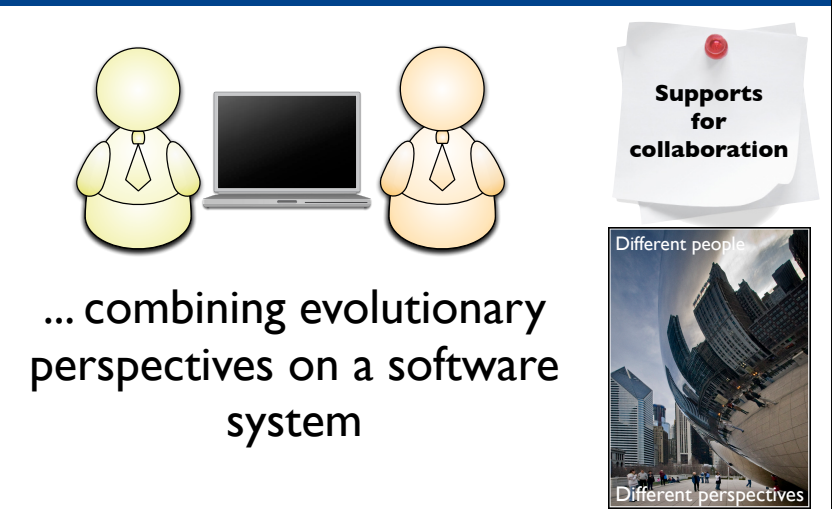 Supports
for
collaboration
Different people
Different perspectives
... combining evolutionary
perspectives on a software
system